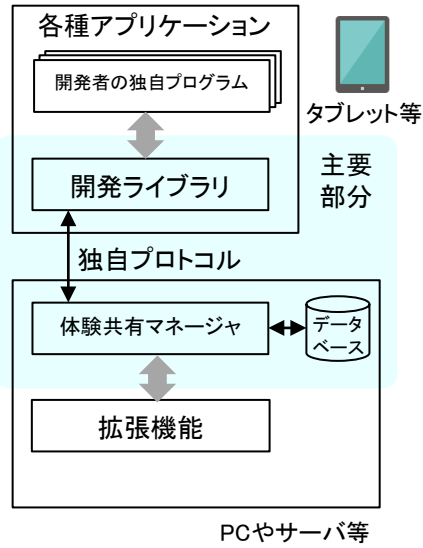 各種アプリケーション
開発者の独自プログラム
タブレット等
開発ライブラリ
主要
部分
独自プロトコル
体験共有マネージャ
データ
ベース
拡張機能
PCやサーバ等